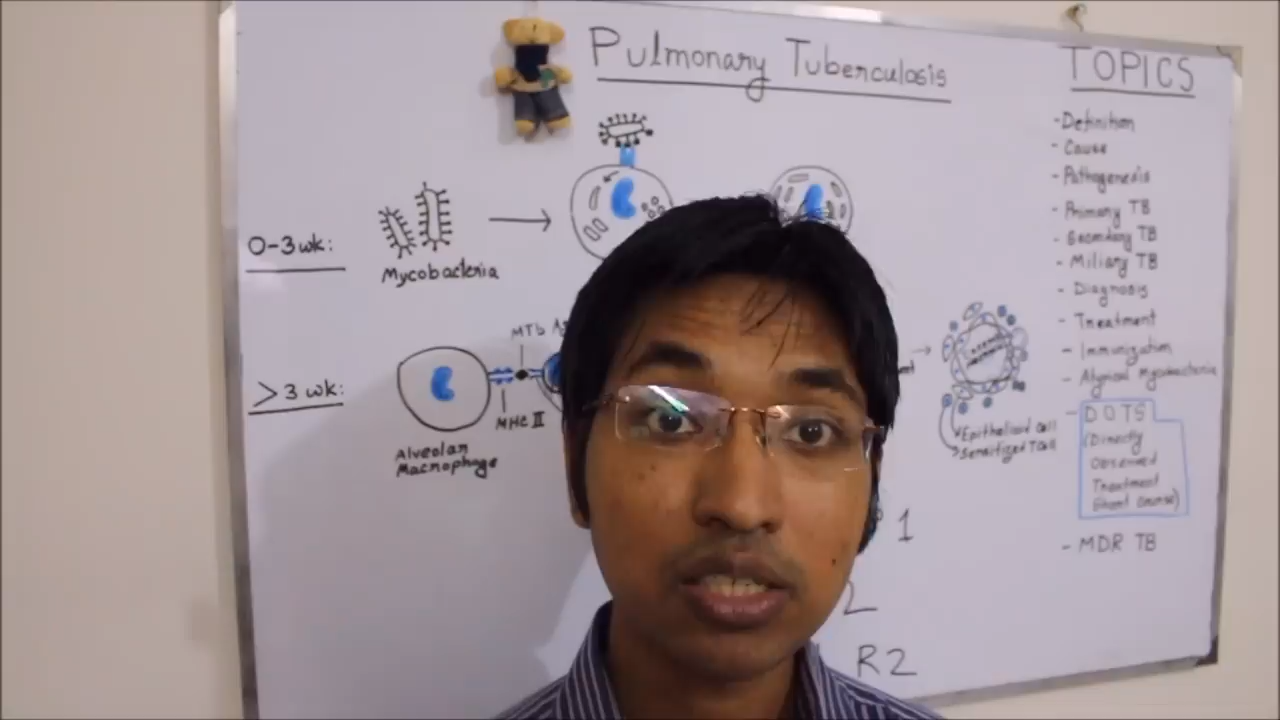 Pulmonary Tuberculosis
TOPICS
- Definition
- Cause
- Pathogenesis
- Primary TB
- Secondary TB
- Miliary TB
- Diagnosis
- Treatment
- Immunization
- Atypical Mycobacteria
- DOTS
(Directly
Observed
Treatment
Short Course)
- MDR TB
0-3 wk:
Mycobacteria
> 3 wk:
MTb
MHC II
Alveolar
Macrophage
Epithelioid cell
Sensitized T cell
1
2
R2